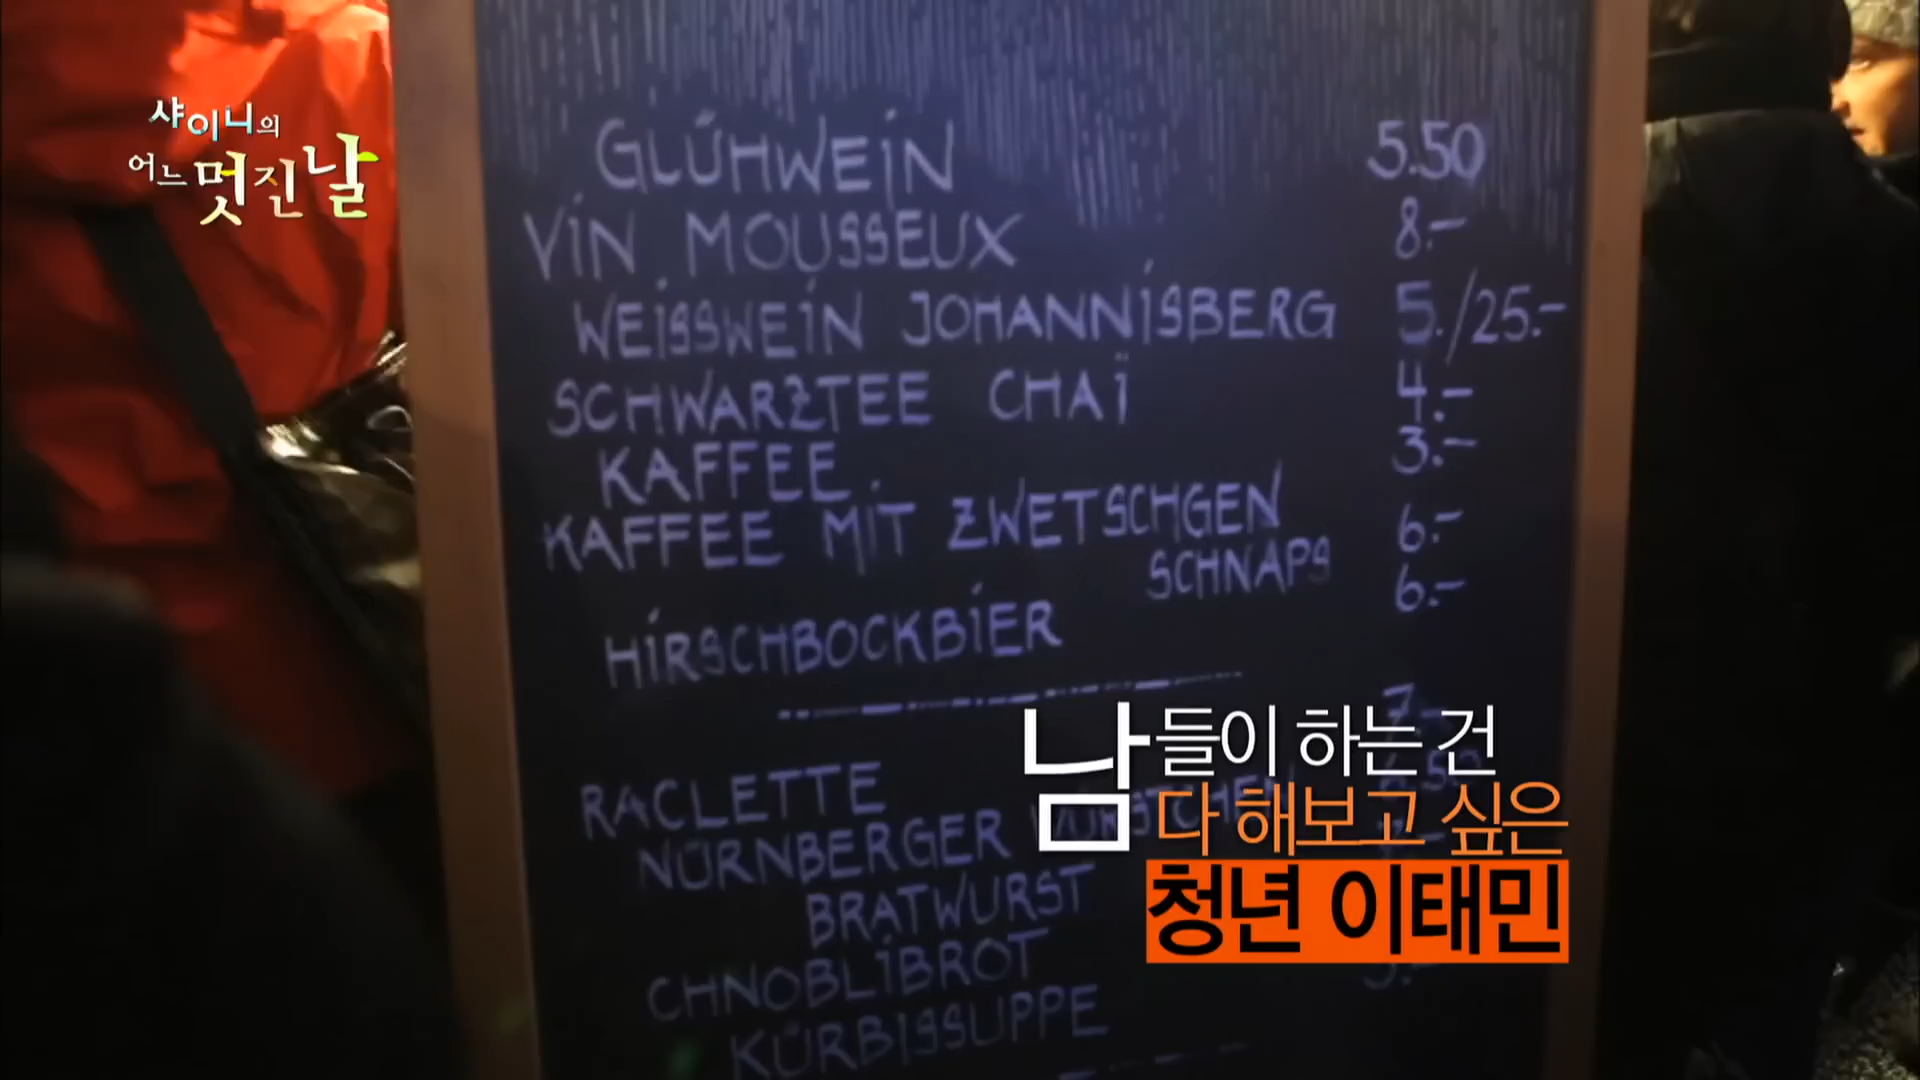 샤이니의
어느 멋진 날
GLÜHWEIN 5.50
VIN MOUSSEUX 8.-
WEISSWEIN JOHANNISBERG 5./25.-
SCHWARZTEE CHAÏ 4.-
KAFFEE 3.-
KAFFEE MIT ZWETSCHGEN 6.-
SCHNAPS
HIRSCHBOCKBIER 6.-
RACLETTE 7.-
NÜRNBERGER
BRATWURST
CHNOBLIBROT
KÜRBISSUPPE
남들이 하는 건
다 해보고 싶은
청년 이태민